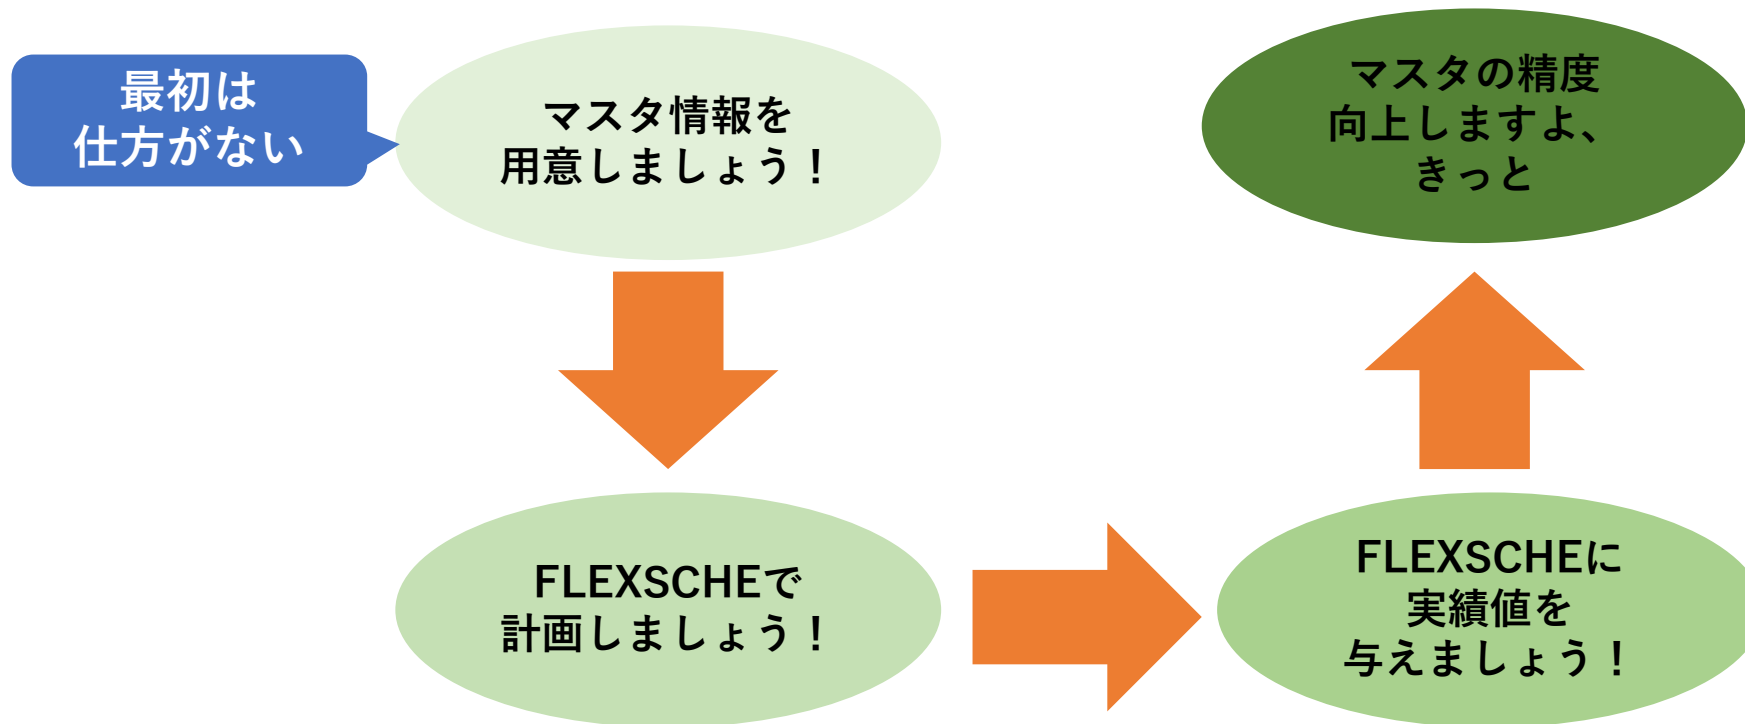 最初は
仕方がない
マスタ情報を
用意しましょう！
FLEXSCHEで
計画しましょう！
FLEXSCHEに
実績値を
与えましょう！
マスタの精度
向上しますよ、
きっと